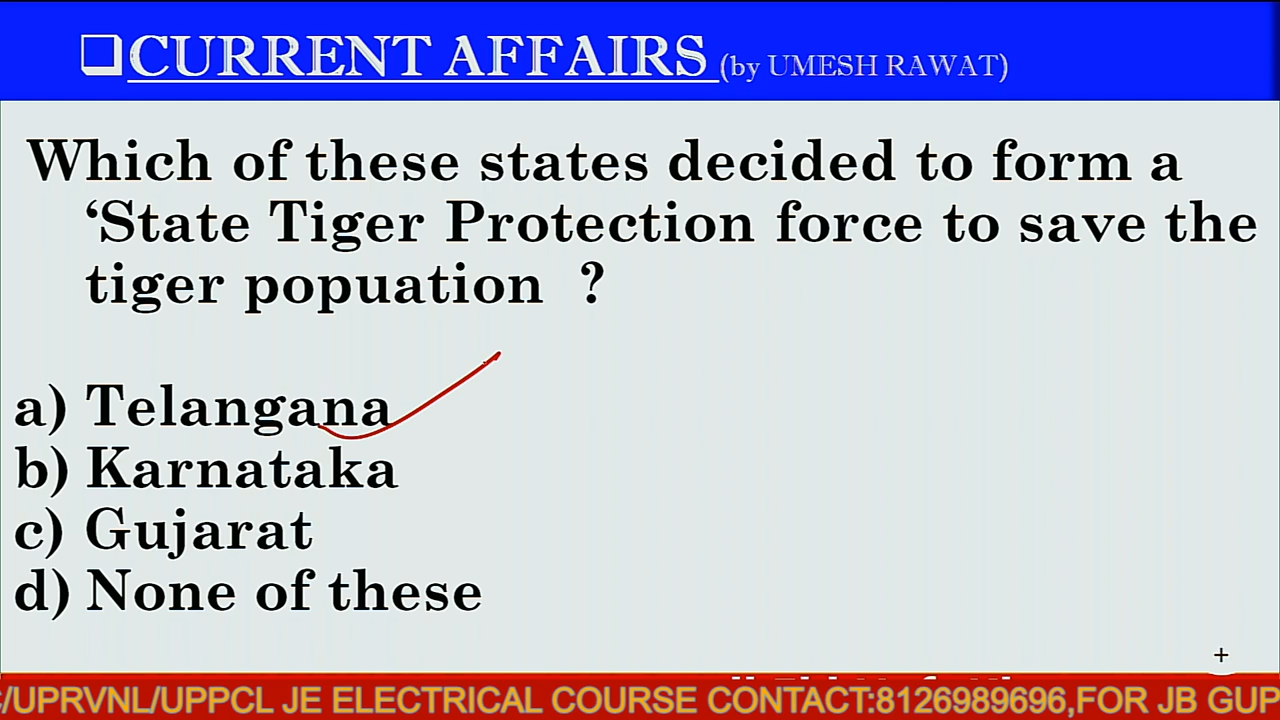 CURRENT AFFAIRS (by UMESH RAWAT)
Which of these states decided to form a
‘State Tiger Protection force to save the
tiger popuation ?
a) Telangana
b) Karnataka
c) Gujarat
d) None of these
+
/UPRVNL/UPPCL JE ELECTRICAL COURSE CONTACT:8126989696,FOR JB GUP